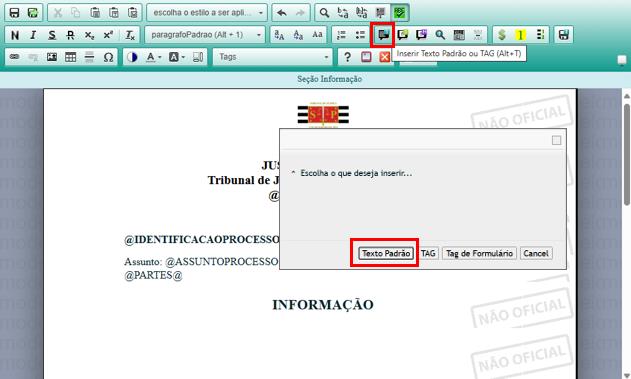 escolha o estilo a ser apli...
N I S R x₂ x² T
paragrafoPadrao (Alt + 1)
Tags
Inserir Texto Padrão ou TAG (Alt+T)
Seção Informação
NÃO OFICIAL
S P
JUS
Tribunal de J
@
Escolha o que deseja inserir...
@IDENTIFICACAOPROCESSO
Assunto: @ASSUNTOPROCESSO
@PARTES@
Texto Padrão TAG Tag de Formulário Cancel
INFORMAÇÃO
NÃO OFICIAL
NÃO OFICIAL